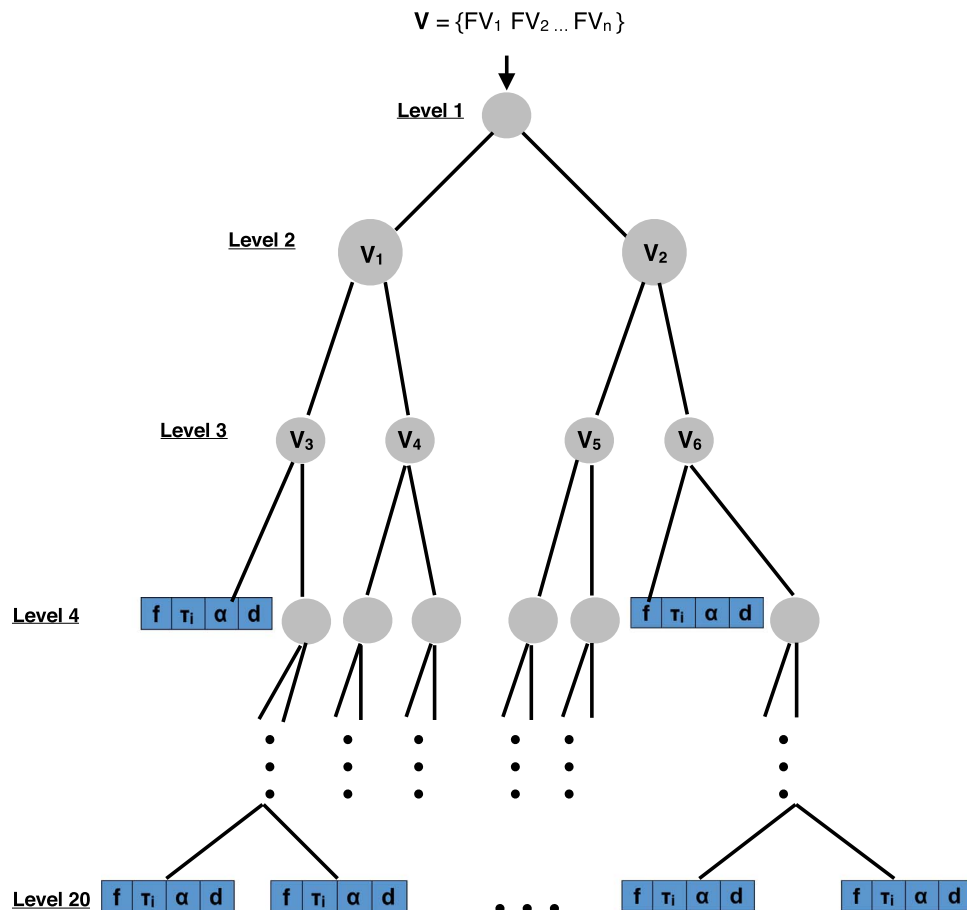 V = {FV₁ FV₂ ... FVₙ}
Level 1
Level 2
V₁
V₂
Level 3
V₃
V₄
V₅
V₆
Level 4
f τᵢ α d
f τᵢ α d
Level 20
f τᵢ α d
f τᵢ α d
f τᵢ α d
f τᵢ α d